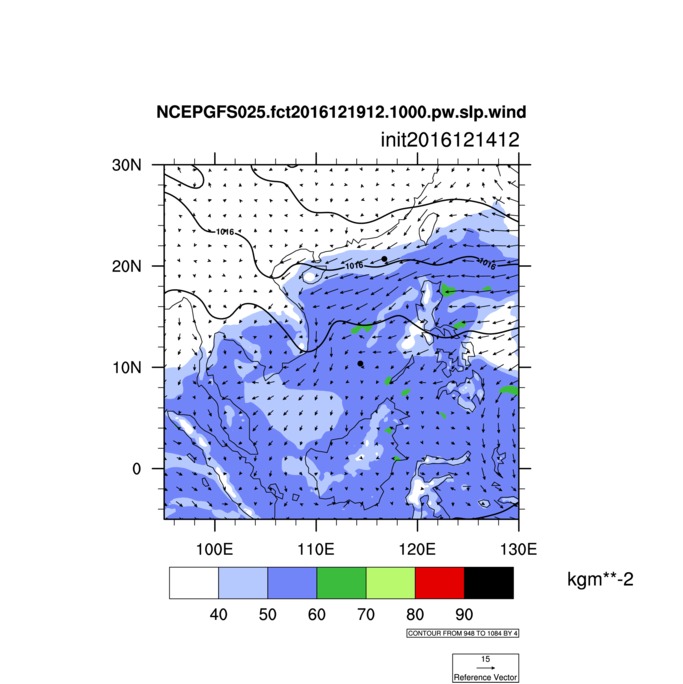 NCEPGFS025.fct2016121912.1000.pw.slp.wind
init2016121412
30N
1016
20N
1016
1016
10N
0
100E 110E 120E 130E
kgm**-2
40 50 60 70 80 90
CONTOUR FROM 948 TO 1084 BY 4
15
Reference Vector